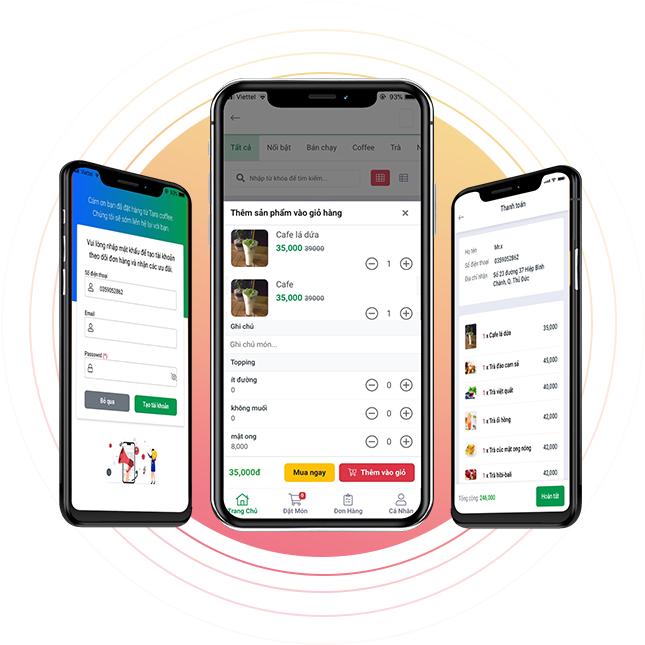 Viettel
93%
Cám ơn bạn đã đặt hàng từ Tara coffee.
Chúng tôi sẽ sớm liên hệ lại với bạn.
Vui lòng nhập mật khẩu để tạo tài khoản
theo dõi đơn hàng và nhận các ưu đãi.
Số điện thoại
0359052862
Email
Password (*)
Bỏ qua
Tạo tài khoản
Viettel
93%
Tất cả
Nổi bật
Bán chạy
Coffee
Trà
N
Nhập từ khóa để tìm kiếm...
Thêm sản phẩm vào giỏ hàng
Cafe lá dứa
35,000 39000
1
Cafe
35,000 39000
1
Ghi chú
Ghi chú món...
Topping
ít đường
0
0
không muối
0
0
mật ong
8,000
0
35,000đ
Mua ngay
Thêm vào giỏ
0
Trang Chủ
Đặt Món
Đơn Hàng
Cá Nhân
Thanh toán
Họ tên
Mr.x
Số điện thoại
0359052862
Địa chỉ nhận
Số 23 đường 37 Hiệp Bình
Chánh, Q, Thủ Đức
1 x Cafe lá dứa
35,000
1 x Trà đào cam sả
45,000
1 x Trà việt quất
40,000
1 x Trà ổi hồng
42,000
1 x Trà cúc mật ong nóng
40,000
1 x Trà hibi-bali
42,000
Tổng cộng: 246,000
Hoàn tất